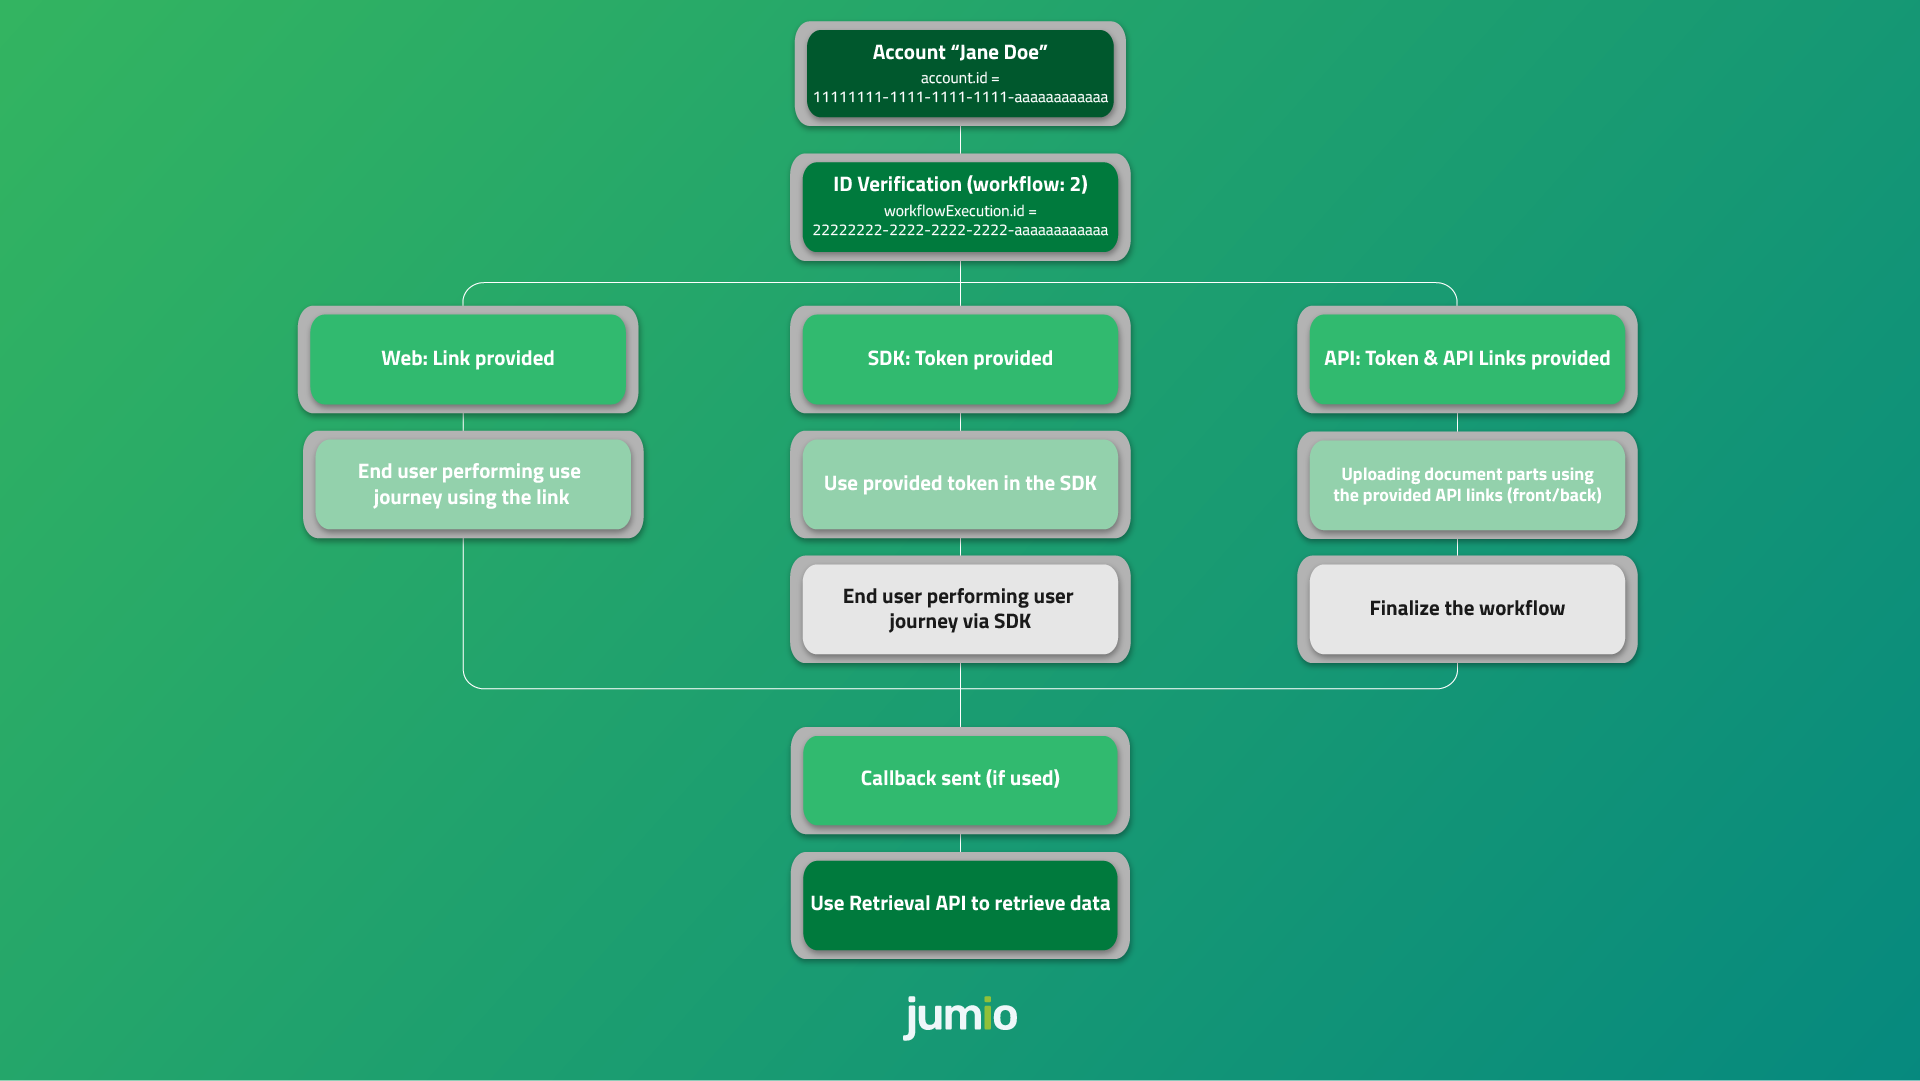 Account “Jane Doe”
account.id =
11111111-1111-1111-1111-aaaaaaaaaaaa
ID Verification (workflow: 2)
workflowExecution.id =
22222222-2222-2222-2222-aaaaaaaaaaaa
Web: Link provided
SDK: Token provided
API: Token & API Links provided
End user performing use
journey using the link
Use provided token in the SDK
Uploading document parts using
the provided API links (front/back)
End user performing user
journey via SDK
Finalize the workflow
Callback sent (if used)
Use Retrieval API to retrieve data
jumio